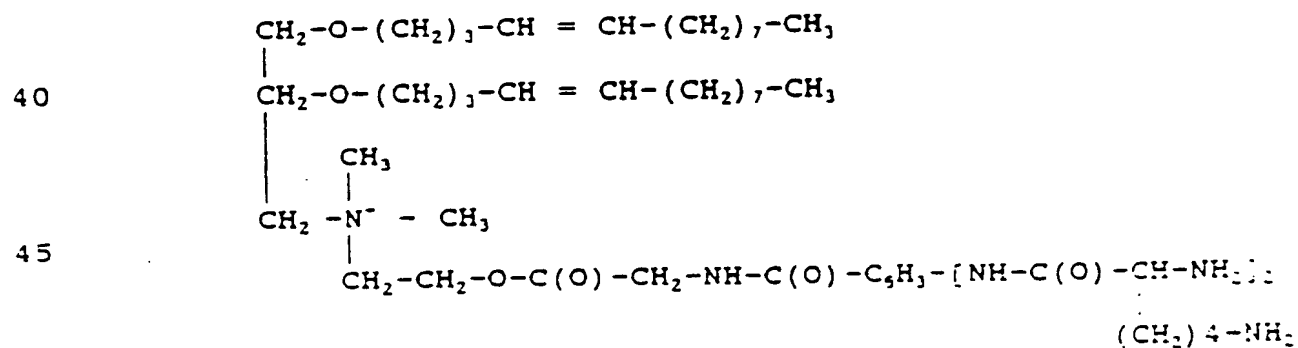 CH₂-O-(CH₂)₃-CH = CH-(CH₂)₇-CH₃
40 CH₂-O-(CH₂)₃-CH = CH-(CH₂)₇-CH₃
CH₃
CH₂ -N⁻ - CH₃
45
CH₂-CH₂-O-C(O)-CH₂-NH-C(O)-C₆H₃-[NH-C(O)-CH-NH₂]₂
(CH₂)4-NH₂